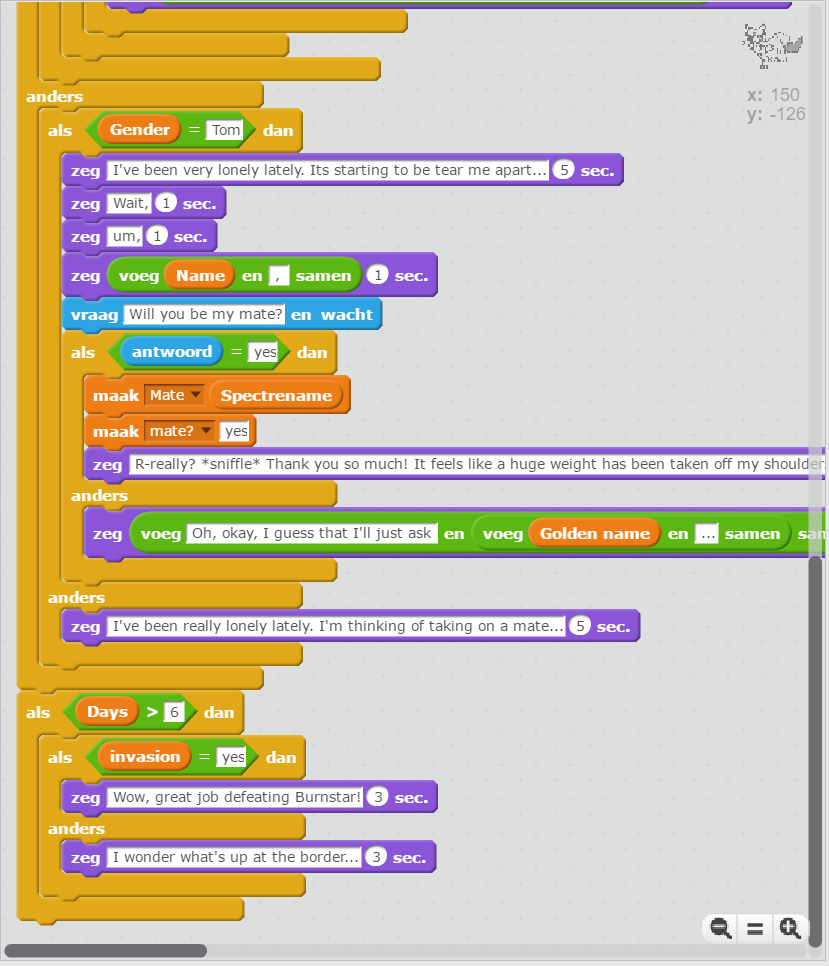 anders
als Gender = Tom dan
zeg I've been very lonely lately. Its starting to be tear me apart... 5 sec.
zeg Wait, 1 sec.
zeg um, 1 sec.
zeg voeg Name en , samen 1 sec.
vraag Will you be my mate? en wacht
als antwoord = yes dan
maak Mate Spectrename
maak mate? yes
zeg R-really? *sniffle* Thank you so much! It feels like a huge weight has been taken off my shoulder
anders
zeg voeg Oh, okay, I guess that I'll just ask en voeg Golden name en ... samen sam
anders
zeg I've been really lonely lately. I'm thinking of taking on a mate... 5 sec.
als Days > 6 dan
als invasion = yes dan
zeg Wow, great job defeating Burnstar! 3 sec.
anders
zeg I wonder what's up at the border... 3 sec.
x: 150
y: -126